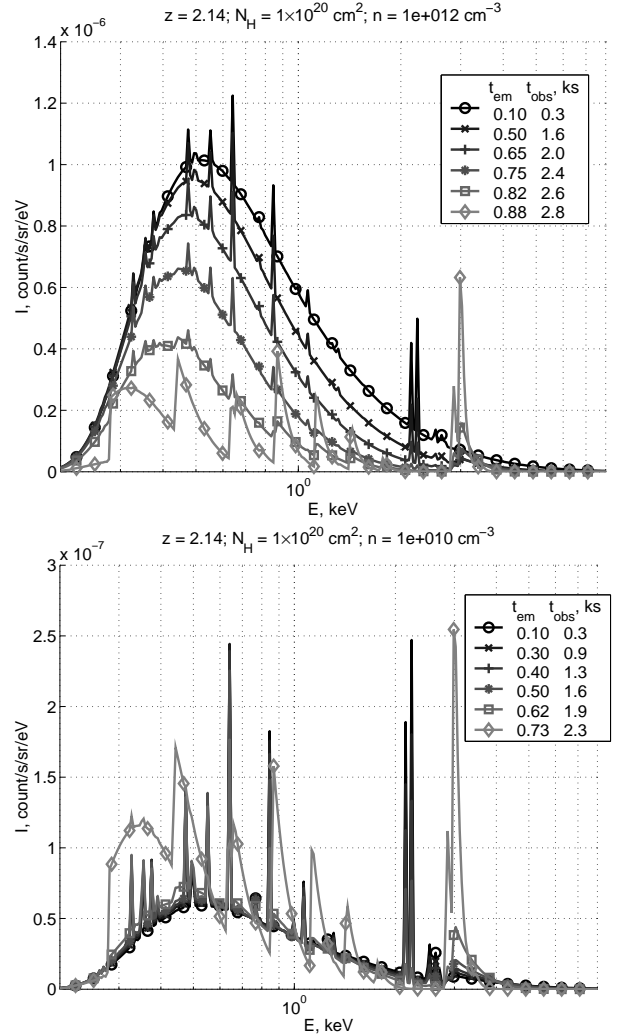 z = 2.14; N_H = 1×10^20 cm^2; n = 1e+012 cm^−3
x 10^−6
1.4
1.2
1
0.8
0.6
0.4
0.2
0
I, count/s/sr/eV
t_em t_obs, ks
0.10 0.3
0.50 1.6
0.65 2.0
0.75 2.4
0.82 2.6
0.88 2.8
10^0
E, keV
z = 2.14; N_H = 1×10^20 cm^2; n = 1e+010 cm^−3
x 10^−7
3
2.5
2
1.5
1
0.5
0
I, count/s/sr/eV
t_em t_obs, ks
0.10 0.3
0.30 0.9
0.40 1.3
0.50 1.6
0.62 1.9
0.73 2.3
10^0
E, keV